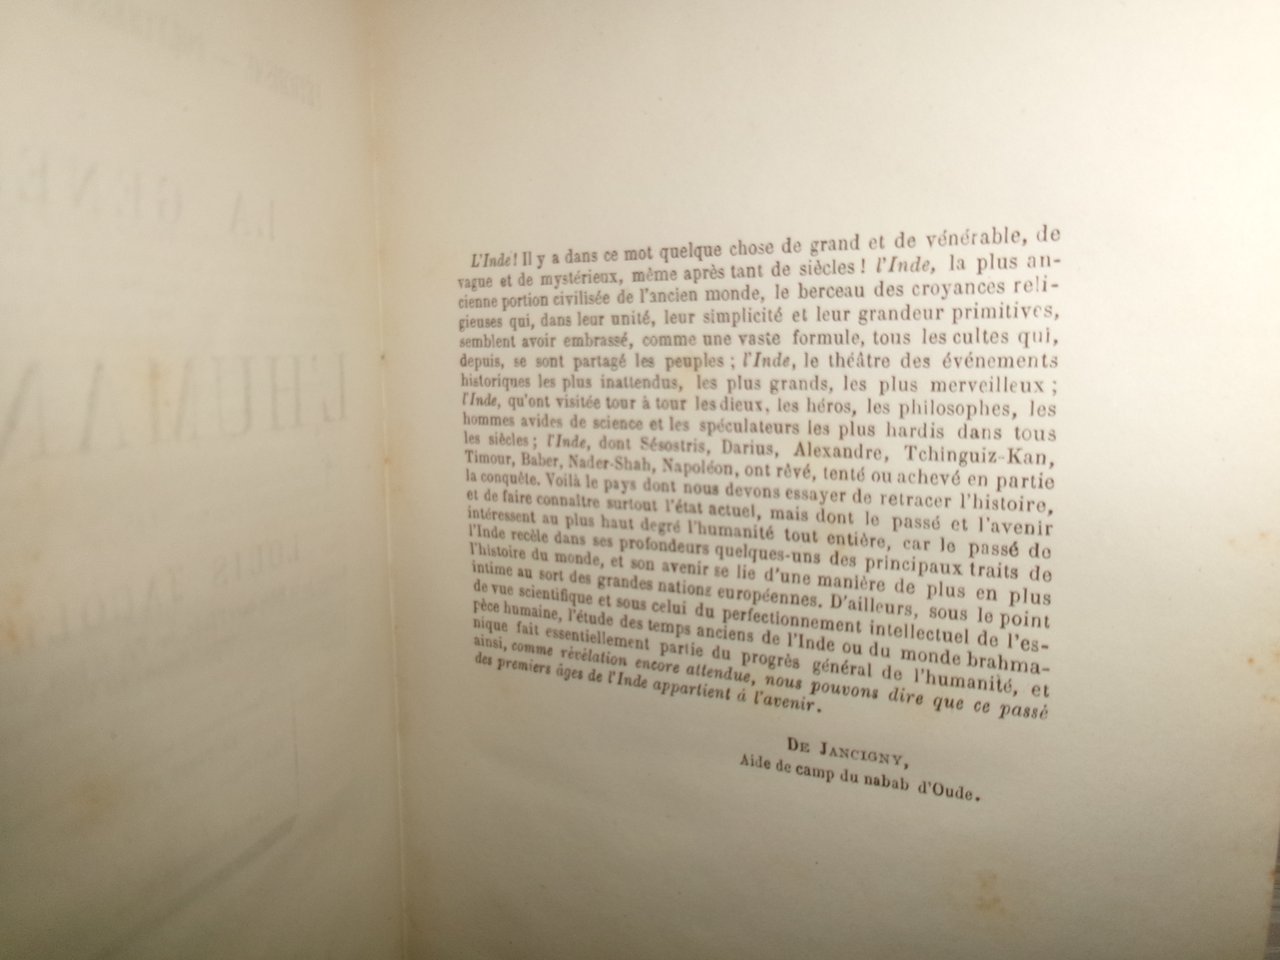 L'Inde! Il y a dans ce mot quelque chose de grand et de vénérable, de
vague et de mystérieux, même après tant de siècles! l'Inde, la plus an-
cienne portion civilisée de l'ancien monde, le berceau des croyances reli-
gieuses qui, dans leur unité, leur simplicité et leur grandeur primitives,
semblent avoir embrassé, comme une vaste formule, tous les cultes qui,
depuis, se sont partagé les peuples; l'Inde, le théâtre des événements
historiques les plus inattendus, les plus grands, les plus merveilleux;
l'Inde, qu'ont visitée tour à tour les dieux, les héros, les philosophes, les
hommes avides de science et les spéculateurs les plus hardis dans tous
les siècles; l'Inde, dont Sésostris, Darius, Alexandre, Tchinguiz-Kan,
Timour, Baber, Nader-Shah, Napoléon, ont rêvé, tenté ou achevé en partie
la conquête. Voilà le pays dont nous devons essayer de retracer l'histoire,
et de faire connaître surtout l'état actuel, mais dont le passé et l'avenir
intéressent au plus haut degré l'humanité tout entière, car le passé de
l'Inde recèle dans ses profondeurs quelques-uns des principaux traits de
l'histoire du monde, et son avenir se lie d'une manière de plus en plus
intime au sort des grandes nations européennes. D'ailleurs, sous le point
de vue scientifique et sous celui du perfectionnement intellectuel de l'es-
pèce humaine, l'étude des temps anciens de l'Inde ou du monde brahma-
nique fait essentiellement partie du progrès général de l'humanité, et
ainsi, comme révélation encore attendue, nous pouvons dire que ce passé
des premiers âges de l'Inde appartient à l'avenir.
DE JANCIGNY,
Aide de camp du nabab d'Oude.